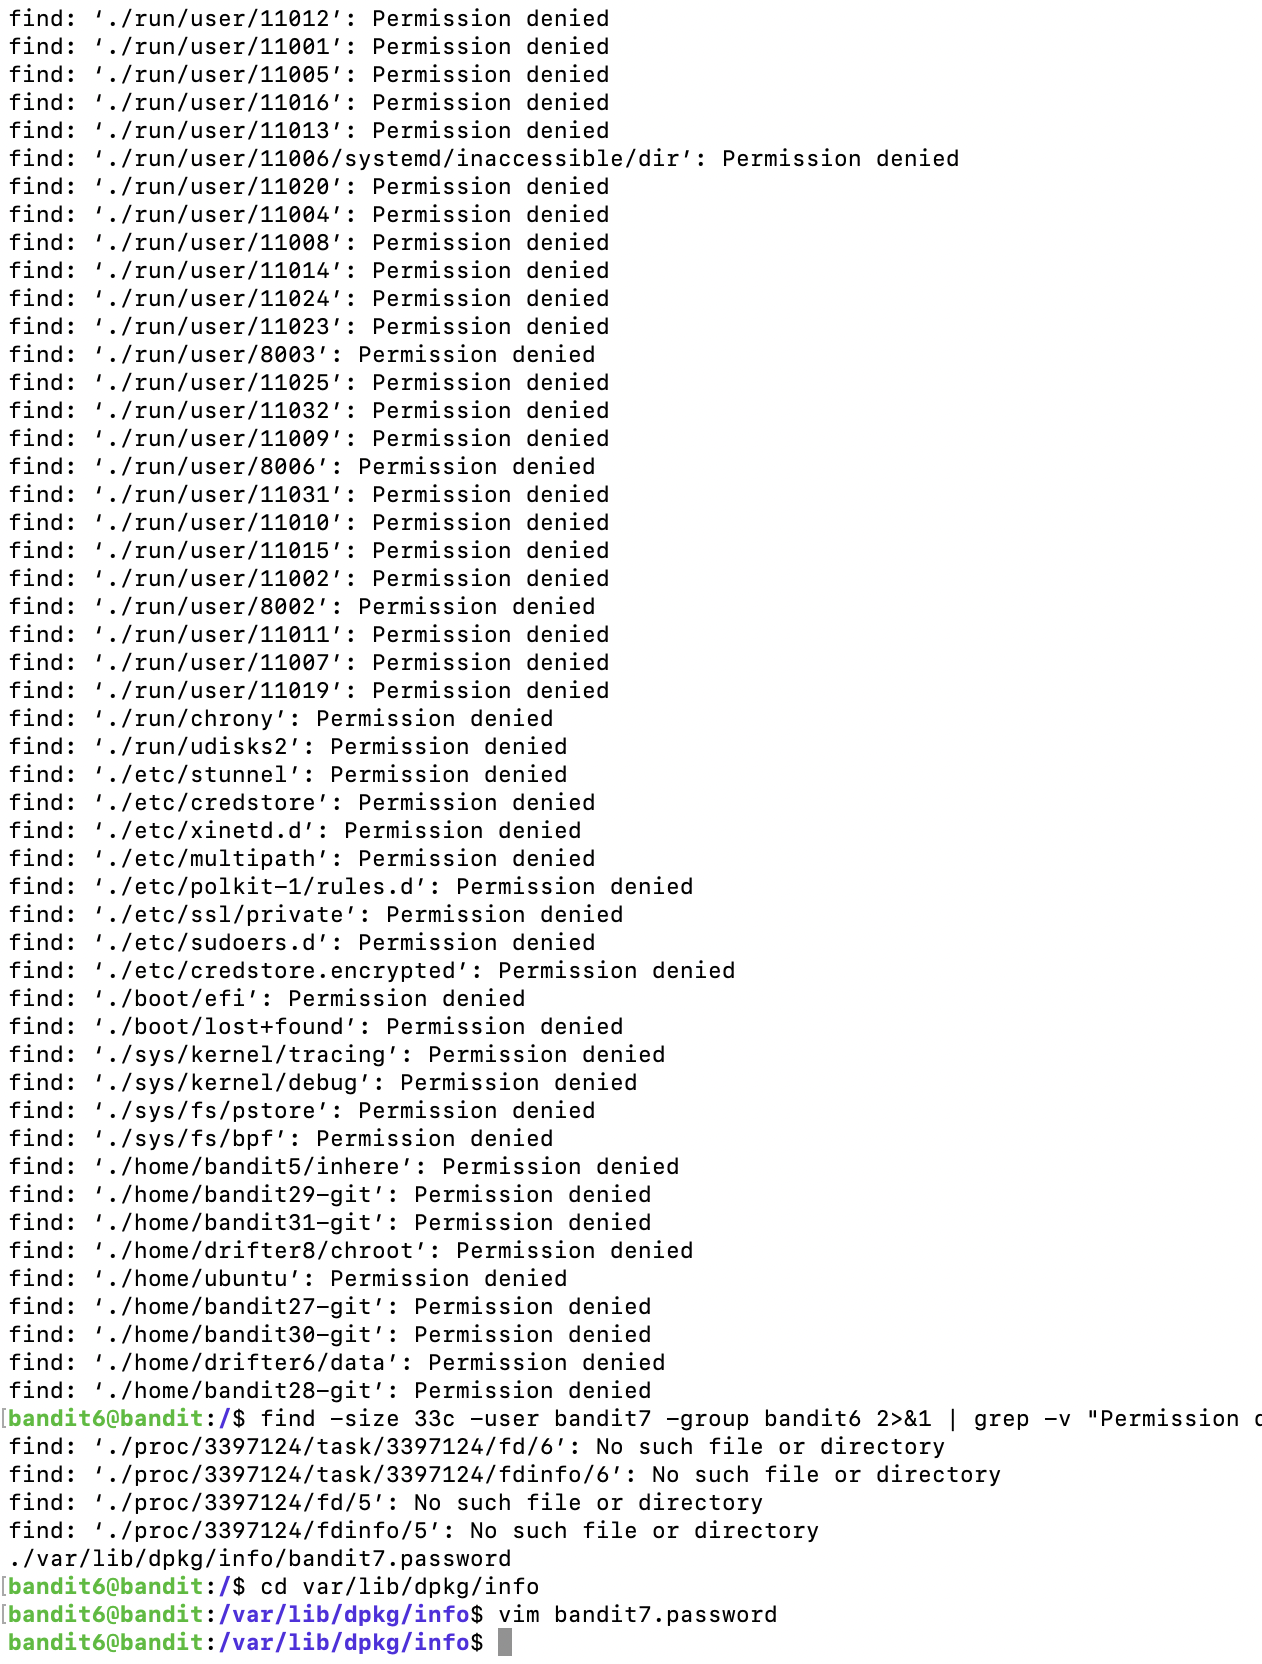 find: ‘./run/user/11012’: Permission denied
find: ‘./run/user/11001’: Permission denied
find: ‘./run/user/11005’: Permission denied
find: ‘./run/user/11016’: Permission denied
find: ‘./run/user/11013’: Permission denied
find: ‘./run/user/11006/systemd/inaccessible/dir’: Permission denied
find: ‘./run/user/11020’: Permission denied
find: ‘./run/user/11004’: Permission denied
find: ‘./run/user/11008’: Permission denied
find: ‘./run/user/11014’: Permission denied
find: ‘./run/user/11024’: Permission denied
find: ‘./run/user/11023’: Permission denied
find: ‘./run/user/8003’: Permission denied
find: ‘./run/user/11025’: Permission denied
find: ‘./run/user/11032’: Permission denied
find: ‘./run/user/11009’: Permission denied
find: ‘./run/user/8006’: Permission denied
find: ‘./run/user/11031’: Permission denied
find: ‘./run/user/11010’: Permission denied
find: ‘./run/user/11015’: Permission denied
find: ‘./run/user/11002’: Permission denied
find: ‘./run/user/8002’: Permission denied
find: ‘./run/user/11011’: Permission denied
find: ‘./run/user/11007’: Permission denied
find: ‘./run/user/11019’: Permission denied
find: ‘./run/chrony’: Permission denied
find: ‘./run/udisks2’: Permission denied
find: ‘./etc/stunnel’: Permission denied
find: ‘./etc/credstore’: Permission denied
find: ‘./etc/xinetd.d’: Permission denied
find: ‘./etc/multipath’: Permission denied
find: ‘./etc/polkit-1/rules.d’: Permission denied
find: ‘./etc/ssl/private’: Permission denied
find: ‘./etc/sudoers.d’: Permission denied
find: ‘./etc/credstore.encrypted’: Permission denied
find: ‘./boot/efi’: Permission denied
find: ‘./boot/lost+found’: Permission denied
find: ‘./sys/kernel/tracing’: Permission denied
find: ‘./sys/kernel/debug’: Permission denied
find: ‘./sys/fs/pstore’: Permission denied
find: ‘./sys/fs/bpf’: Permission denied
find: ‘./home/bandit5/inhere’: Permission denied
find: ‘./home/bandit29-git’: Permission denied
find: ‘./home/bandit31-git’: Permission denied
find: ‘./home/drifter8/chroot’: Permission denied
find: ‘./home/ubuntu’: Permission denied
find: ‘./home/bandit27-git’: Permission denied
find: ‘./home/bandit30-git’: Permission denied
find: ‘./home/drifter6/data’: Permission denied
find: ‘./home/bandit28-git’: Permission denied
[bandit6@bandit:/$ find -size 33c -user bandit7 -group bandit6 2>&1 | grep -v "Permission
find: ‘./proc/3397124/task/3397124/fd/6’: No such file or directory
find: ‘./proc/3397124/task/3397124/fdinfo/6’: No such file or directory
find: ‘./proc/3397124/fd/5’: No such file or directory
find: ‘./proc/3397124/fdinfo/5’: No such file or directory
./var/lib/dpkg/info/bandit7.password
[bandit6@bandit:/$ cd var/lib/dpkg/info
[bandit6@bandit:/var/lib/dpkg/info$ vim bandit7.password
bandit6@bandit:/var/lib/dpkg/info$